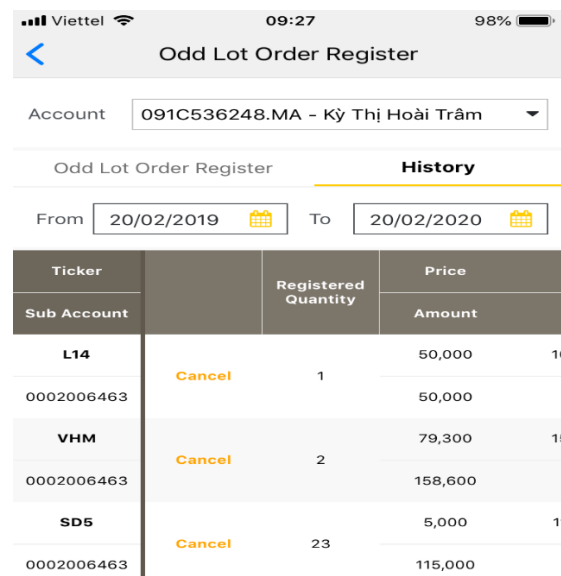 Viettel 09:27 98%
Odd Lot Order Register
Account 091C536248.MA - Kỳ Thị Hoài Trâm
Odd Lot Order Register History
From 20/02/2019 To 20/02/2020
Ticker Registered Quantity Price
Sub Account Amount
L14 Cancel 1 50,000
0002006463 50,000
VHM Cancel 2 79,300
0002006463 158,600
SD5 Cancel 23 5,000
0002006463 115,000